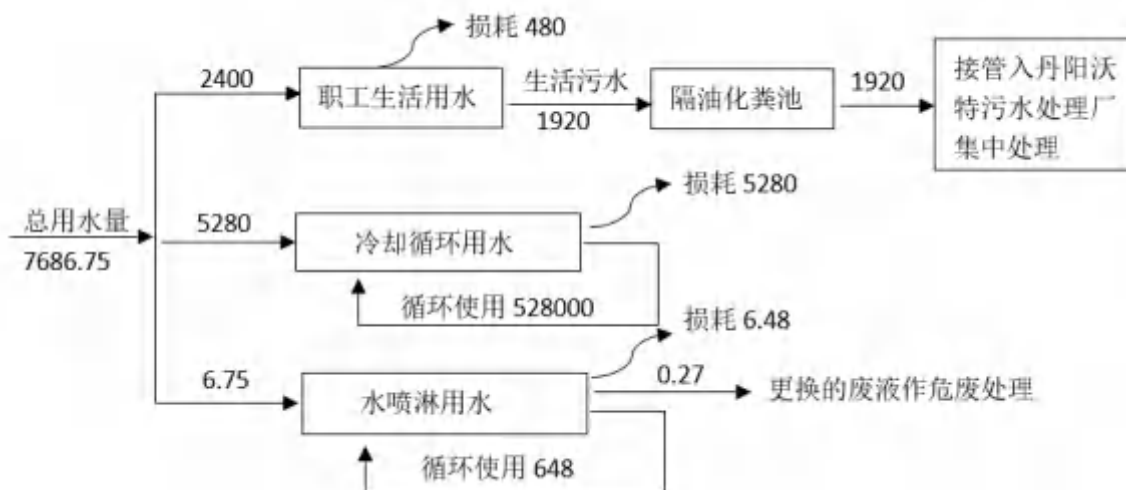 损耗 480
2400
职工生活用水
生活污水
1920
隔油化粪池
1920
接管入丹阳沃
特污水处理厂
集中处理
损耗 5280
总用水量
7686.75
5280
冷却循环用水
循环使用 528000
损耗 6.48
6.75
水喷淋用水
0.27
更换的废液作危废处理
循环使用 648